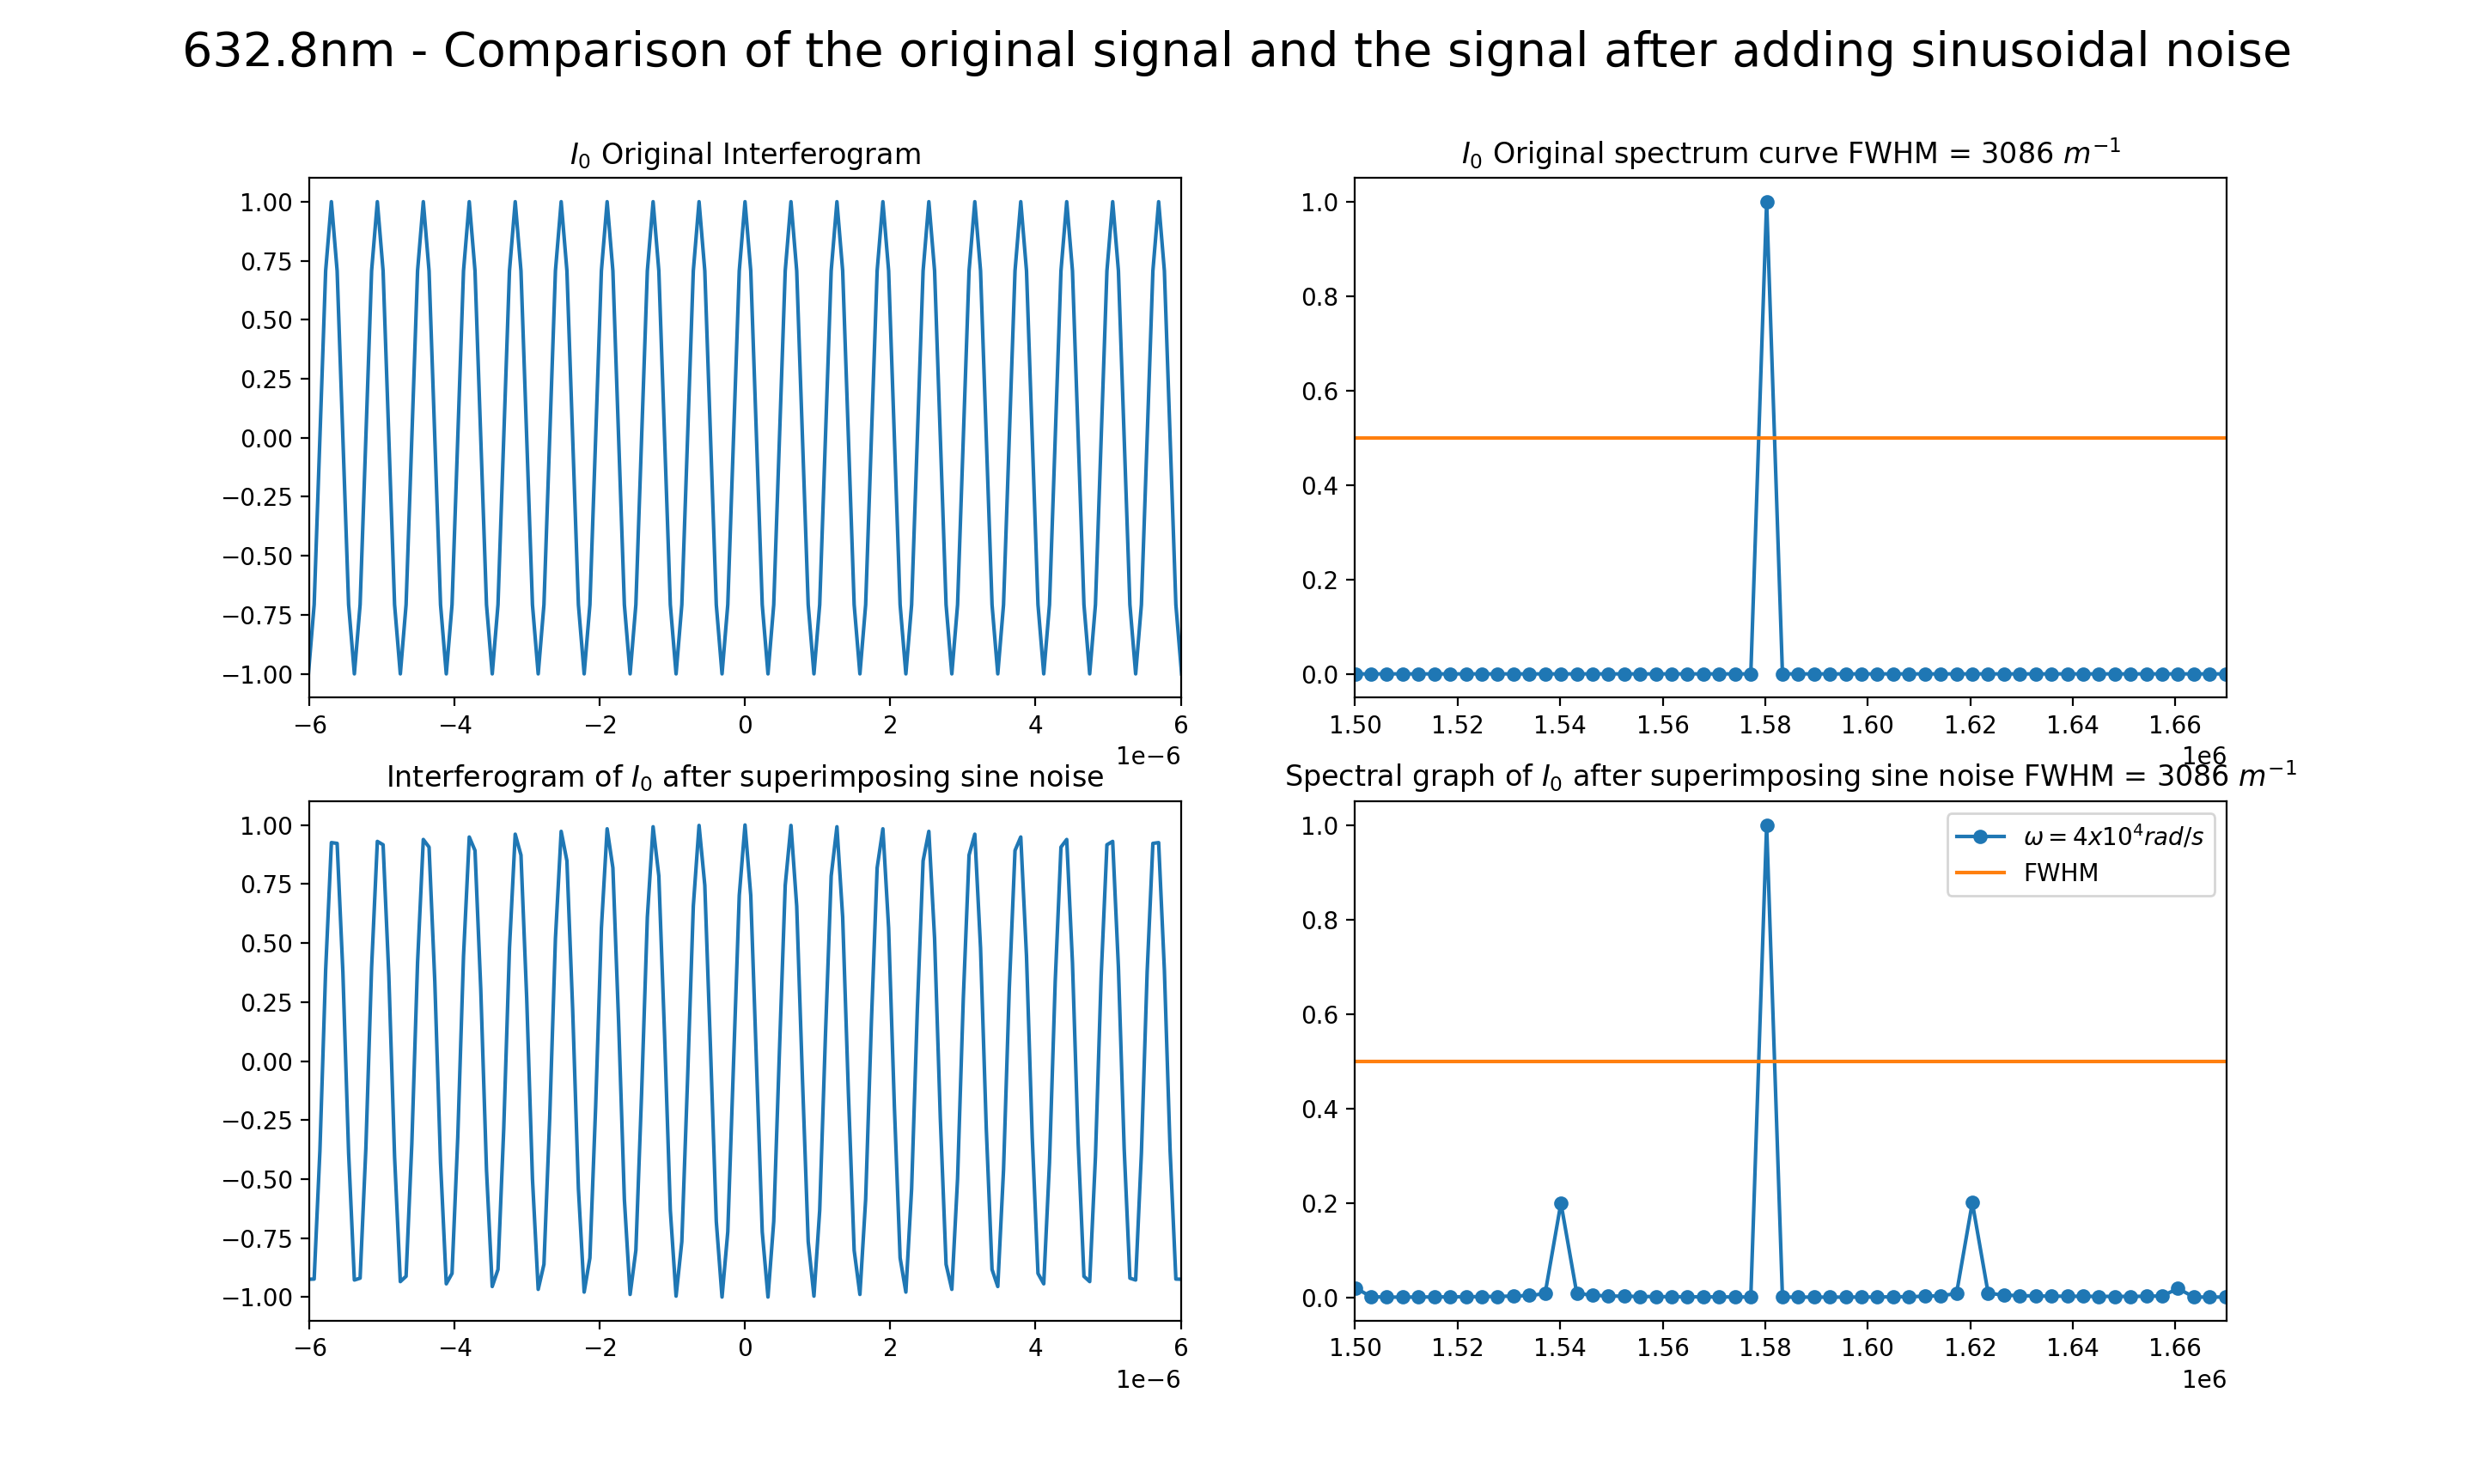 632.8nm - Comparison of the original signal and the signal after adding sinusoidal noise
I₀ Original Interferogram
1.00
0.75
0.50
0.25
0.00
−0.25
−0.50
−0.75
−1.00
−6 −4 −2 0 2 4 6
1e−6
I₀ Original spectrum curve FWHM = 3086 m⁻¹
1.0
0.8
0.6
0.4
0.2
0.0
1.50 1.52 1.54 1.56 1.58 1.60 1.62 1.64 1.66
1e6
Interferogram of I₀ after superimposing sine noise
1.00
0.75
0.50
0.25
0.00
−0.25
−0.50
−0.75
−1.00
−6 −4 −2 0 2 4 6
1e−6
Spectral graph of I₀ after superimposing sine noise FWHM = 3086 m⁻¹
ω = 4x10⁴rad/s
FWHM
1.0
0.8
0.6
0.4
0.2
0.0
1.50 1.52 1.54 1.56 1.58 1.60 1.62 1.64 1.66
1e6